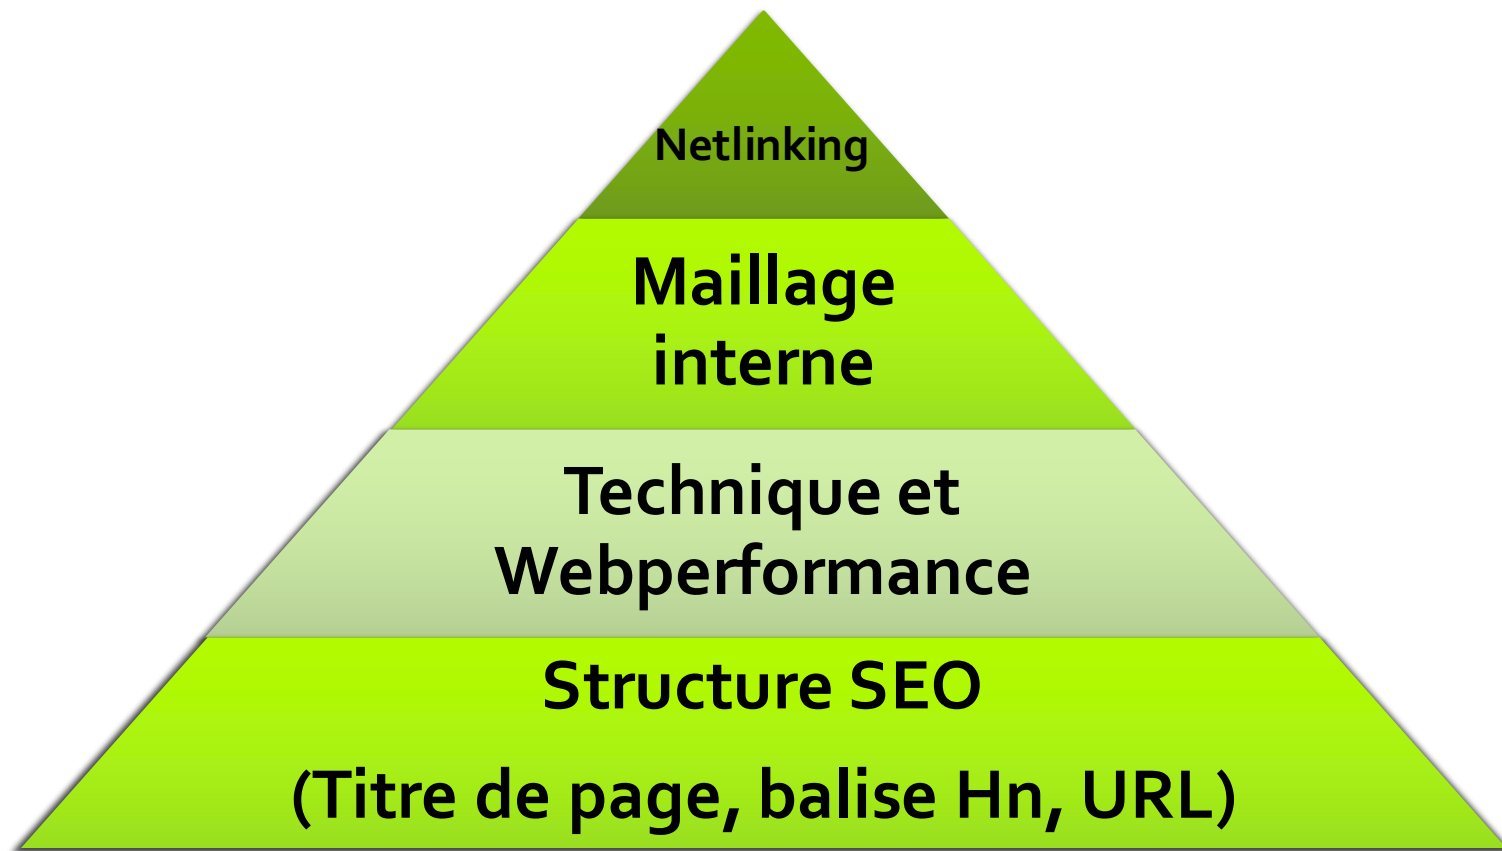 Netlinking
Maillage
interne
Technique et
Webperformance
Structure SEO
(Titre de page, balise Hn, URL)